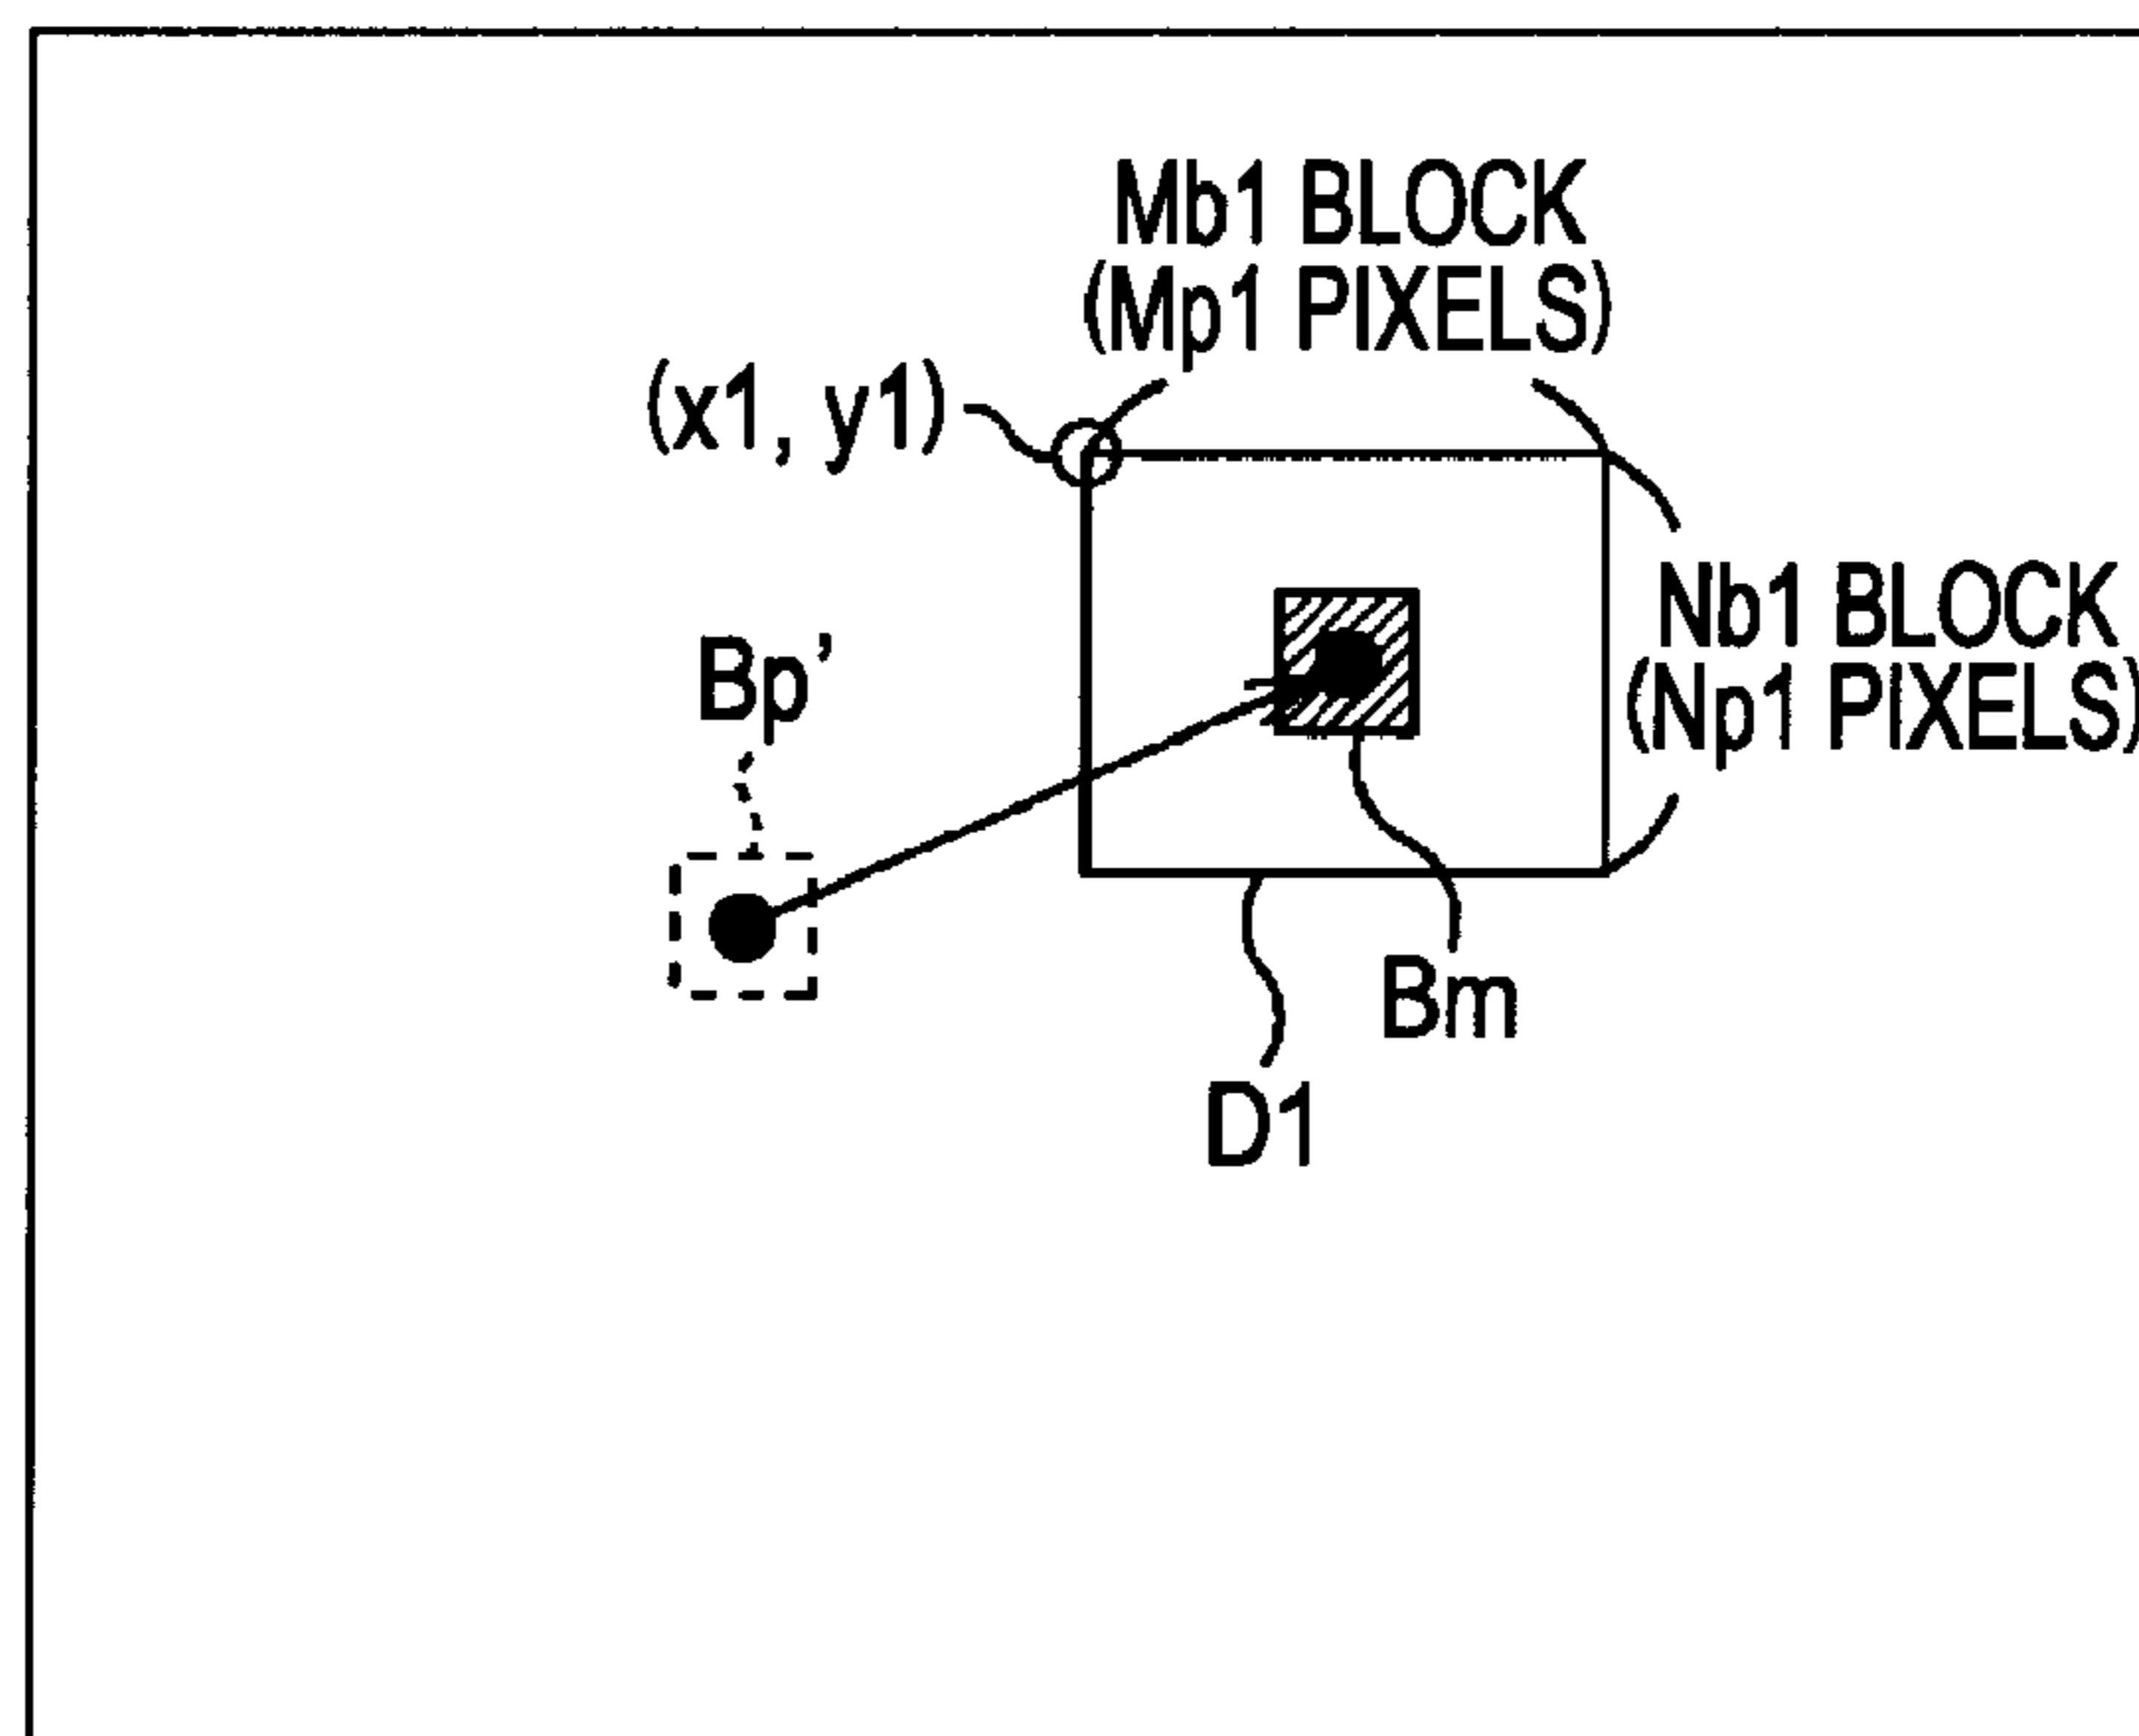 Mb1 BLOCK
(Mp1 PIXELS)
(x1, y1)
Nb1 BLOCK
(Np1 PIXELS)
Bp’
Bm
D1